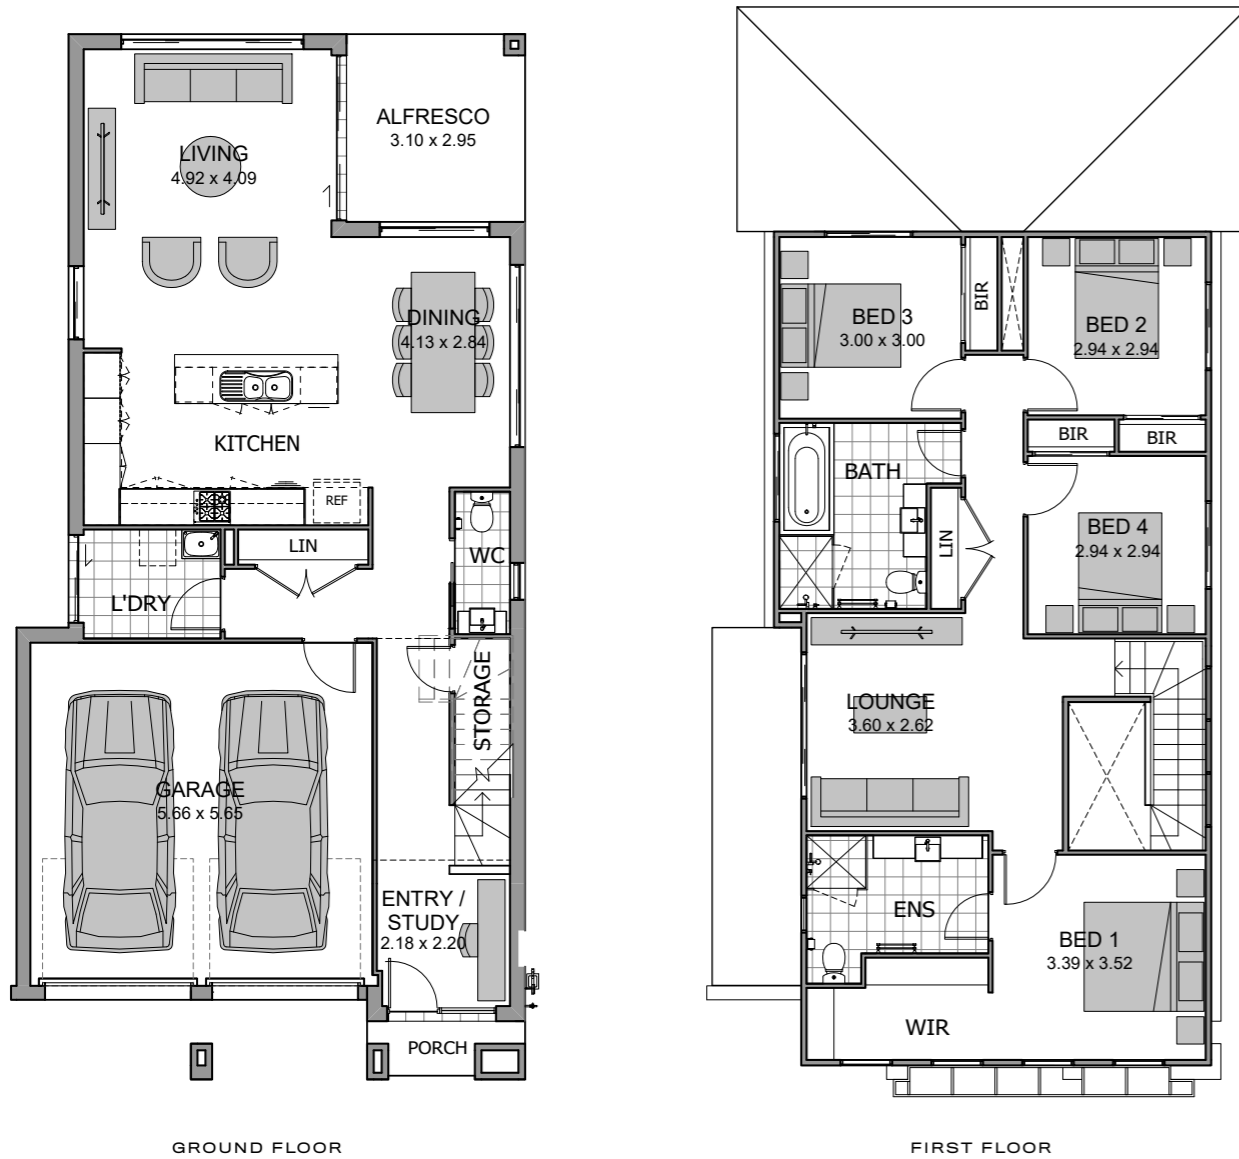 ALFRESCO
3.10 x 2.95
LIVING
4.92 x 4.09
DINING
4.13 x 2.84
KITCHEN
REF
LIN
WC
L'DRY
STORAGE
GARAGE
5.66 x 5.65
ENTRY /
STUDY
2.18 x 2.20
PORCH
GROUND FLOOR
BED 3
3.00 x 3.00
BIR
BED 2
2.94 x 2.94
BIR
BIR
BATH
LIN
BED 4
2.94 x 2.94
LOUNGE
3.60 x 2.62
ENS
BED 1
3.39 x 3.52
WIR
FIRST FLOOR